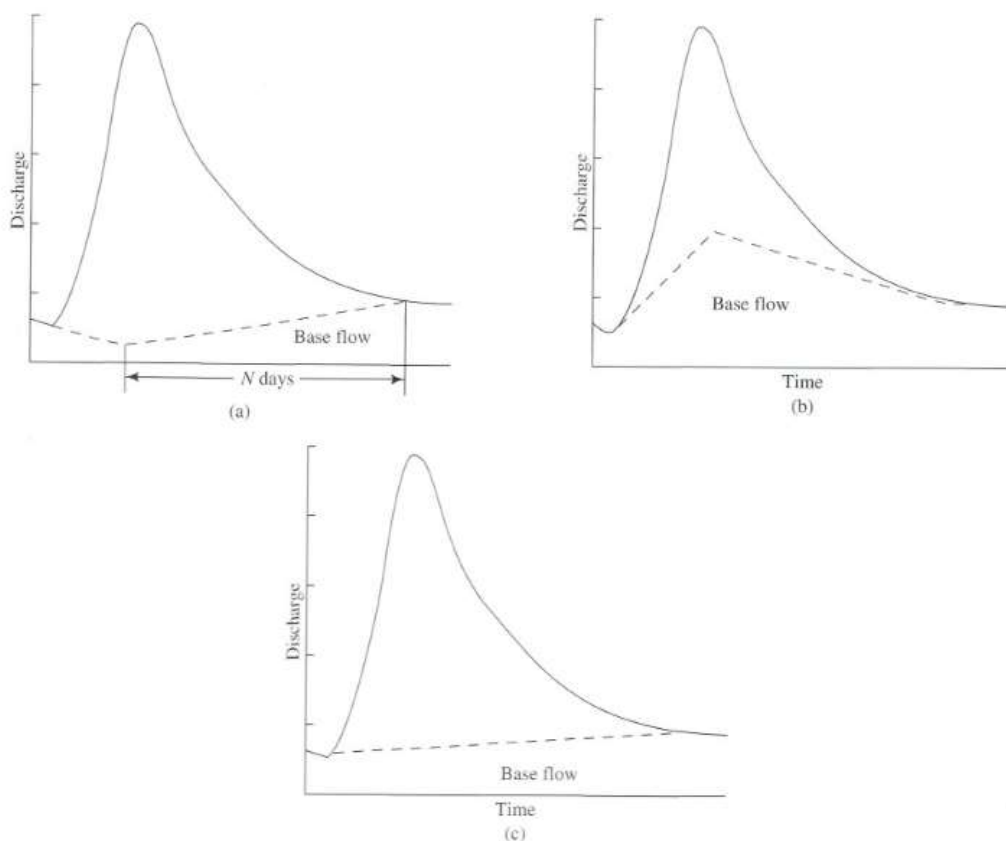 Discharge
Base flow
N days
(a)
Discharge
Base flow
Time
(b)
Discharge
Base flow
Time
(c)